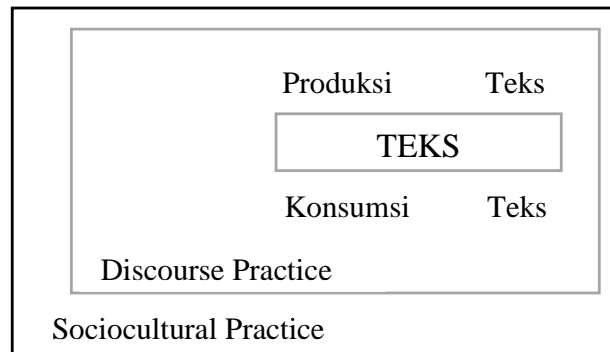 Produksi Teks
TEKS
Konsumsi Teks
Discourse Practice
Sociocultural Practice